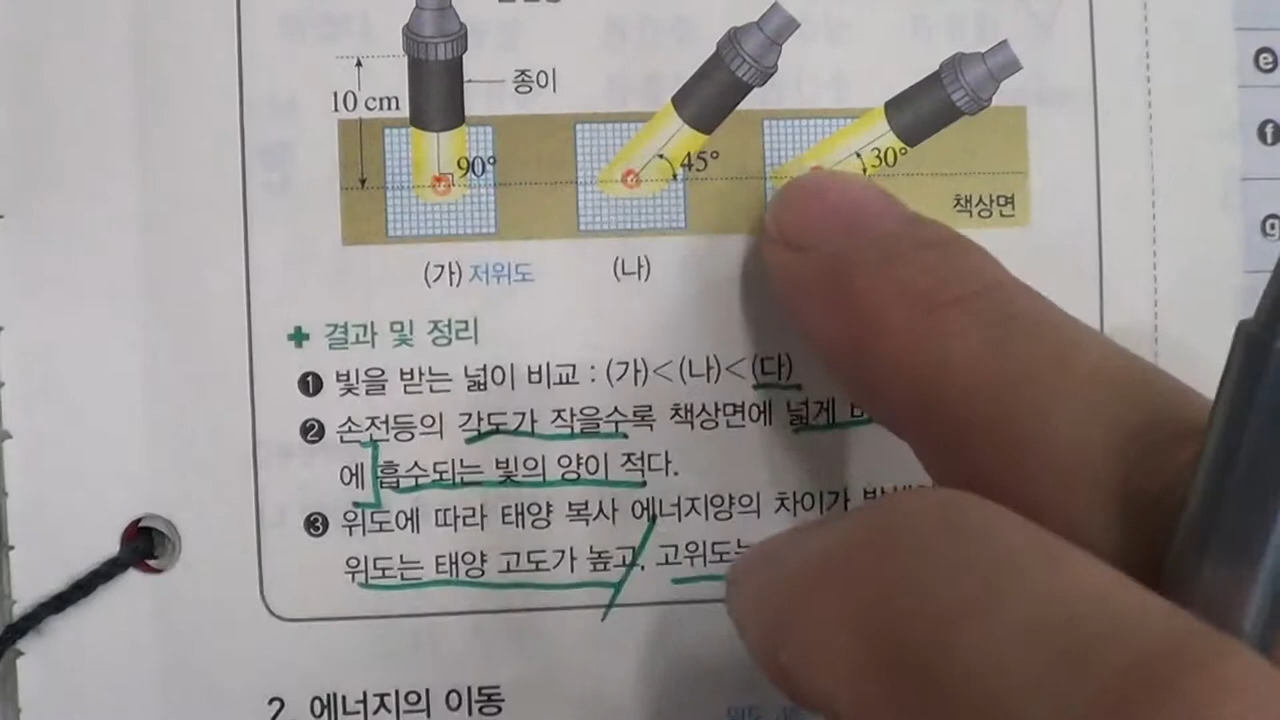 종이
10 cm
90°
45°
30°
책상면
(가) 저위도
(나)
+ 결과 및 정리
❶ 빛을 받는 넓이 비교 : (가)<(나)<(다)
❷ 손전등의 각도가 작을수록 책상면에 넓게
에 흡수되는 빛의 양이 적다.
❸ 위도에 따라 태양 복사 에너지양의 차이가
위도는 태양 고도가 높고, 고위도는
2. 에너지의 이동
e
f
g